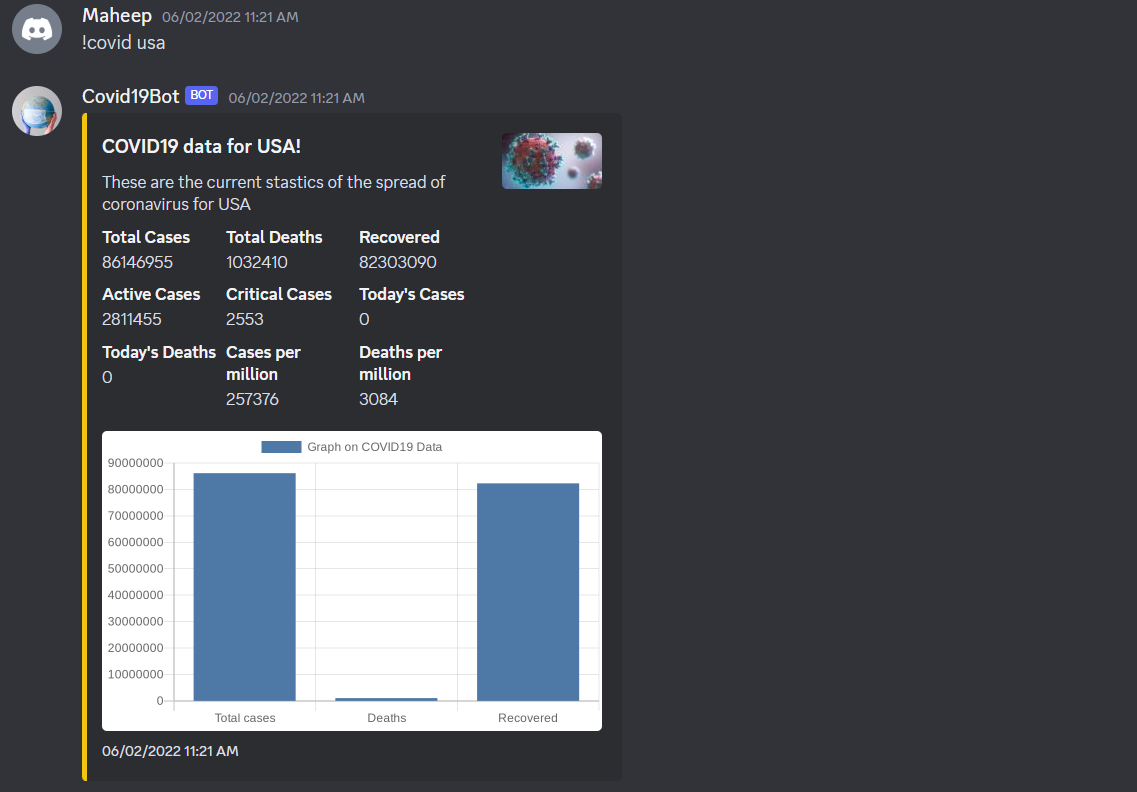 Maheep 06/02/2022 11:21 AM
!covid usa
Covid19Bot BOT 06/02/2022 11:21 AM
COVID19 data for USA!
These are the current stastics of the spread of
coronavirus for USA
Total Cases Total Deaths Recovered
86146955 1032410 82303090
Active Cases Critical Cases Today's Cases
2811455 2553 0
Today's Deaths Cases per million Deaths per million
0 257376 3084
Graph on COVID19 Data
90000000
80000000
70000000
60000000
50000000
40000000
30000000
20000000
10000000
0
Total cases Deaths Recovered
06/02/2022 11:21 AM